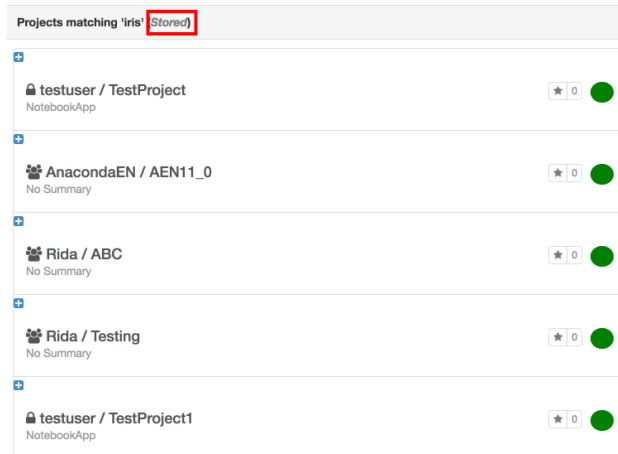 Projects matching 'iris' (Stored)
testuser / TestProject
0
NotebookApp
AnacondaEN / AEN11_0
0
No Summary
Rida / ABC
0
No Summary
Rida / Testing
0
No Summary
testuser / TestProject1
0
NotebookApp